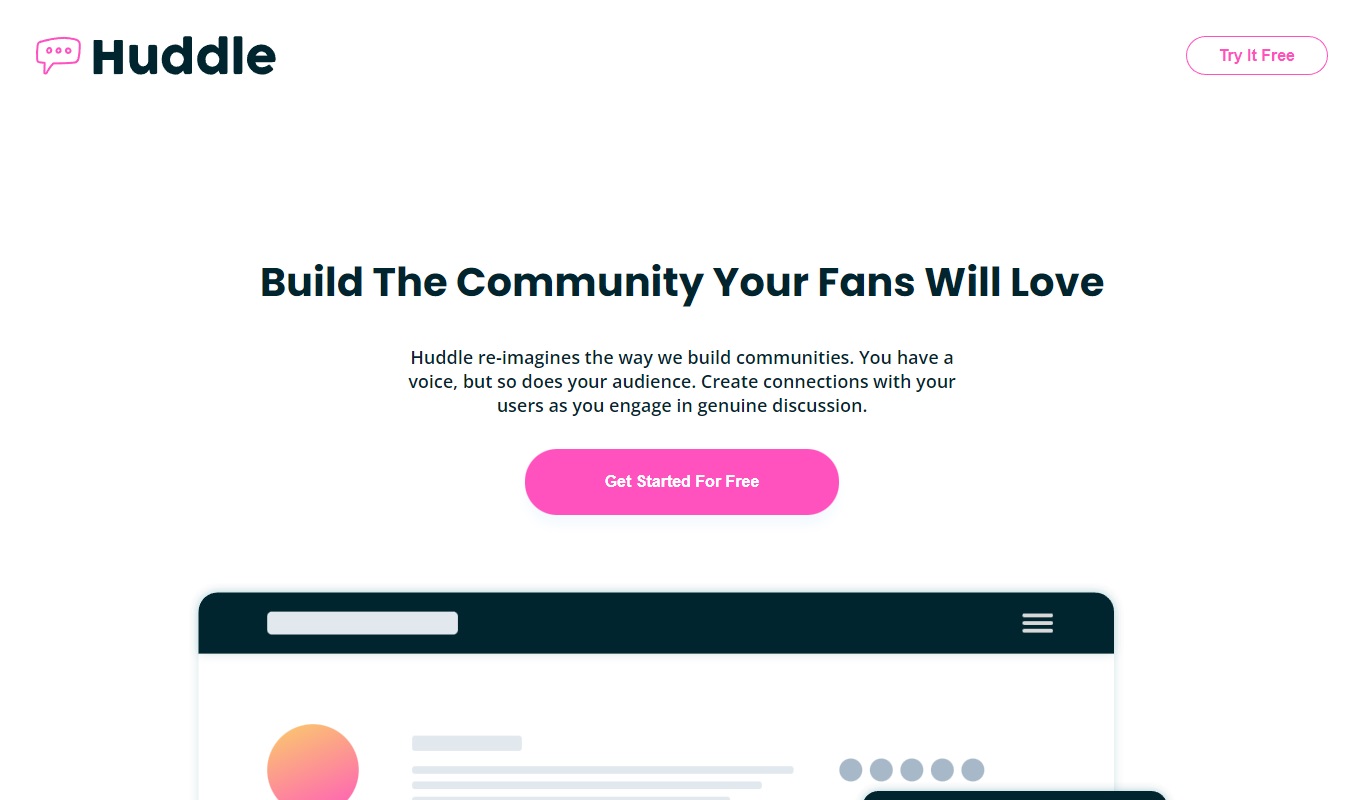 Huddle
Try It Free
Build The Community Your Fans Will Love
Huddle re-imagines the way we build communities. You have a
voice, but so does your audience. Create connections with your
users as you engage in genuine discussion.
Get Started For Free